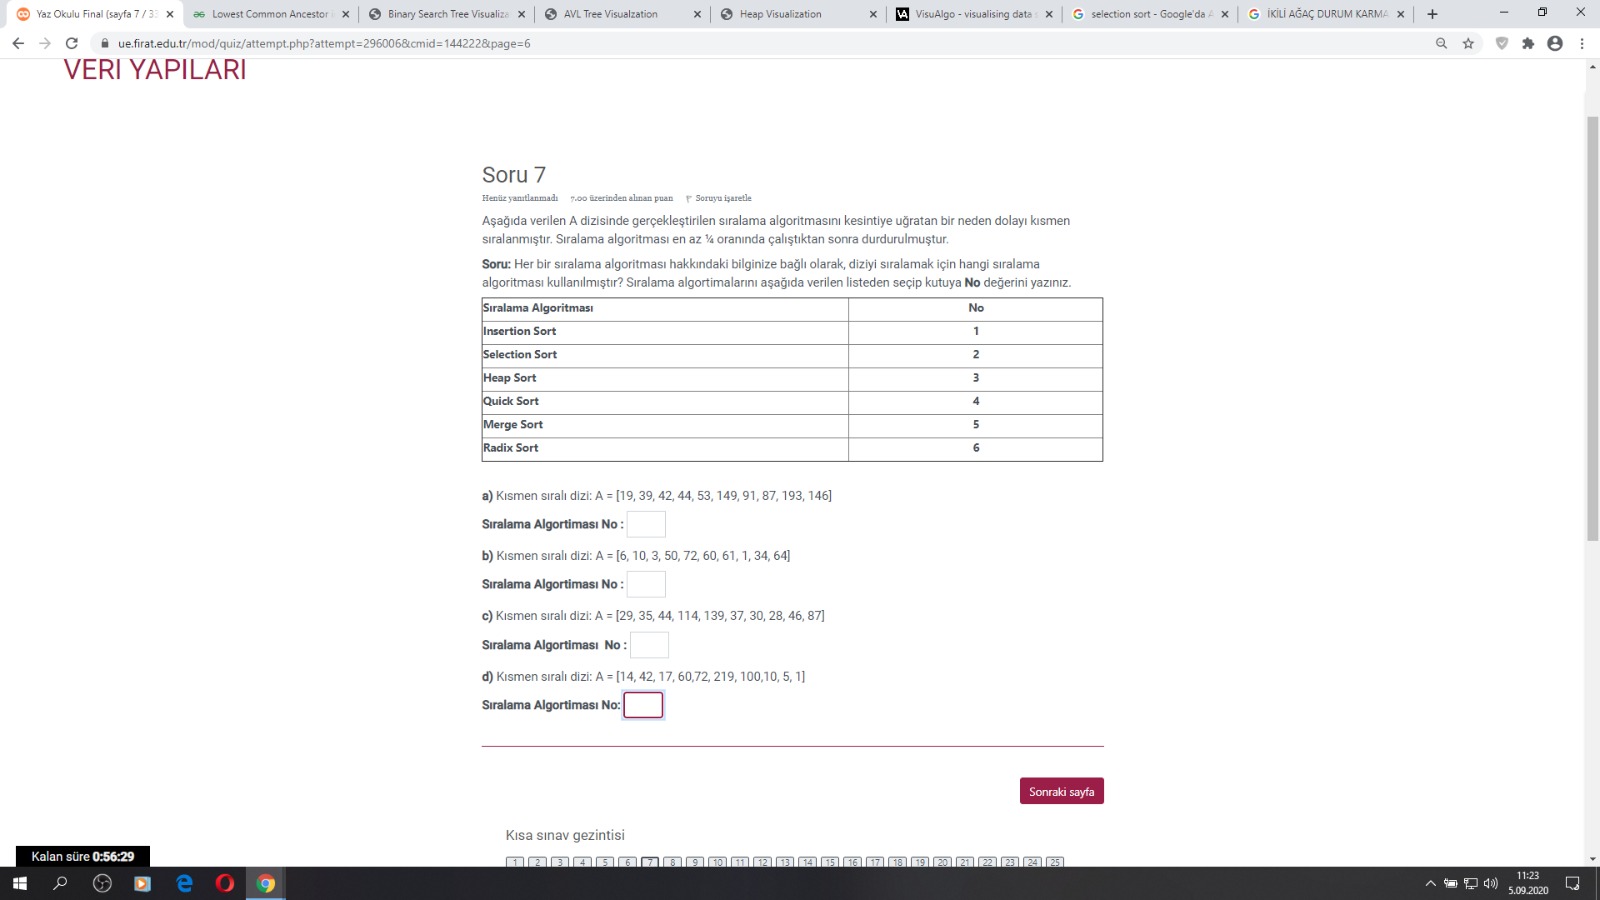 Yaz Okulu Final (sayfa 7 / 33
Lowest Common Ancestor i
Binary Search Tree Visualiza
AVL Tree Visualzation
Heap Visualization
VisuAlgo - visualising data s
selection sort - Google'da A
İKİLİ AĞAÇ DURUM KARMA
ue.firat.edu.tr/mod/quiz/attempt.php?attempt=296006&cmid=144222&page=6
VERİ YAPILARI
Soru 7
Henüz yanıtlanmadı 7,00 üzerinden alınan puan Soruyu işaretle
Aşağıda verilen A dizisinde gerçekleştirilen sıralama algoritmasını kesintiye uğratan bir neden dolayı kısmen
sıralanmıştır. Sıralama algoritması en az ¼ oranında çalıştıktan sonra durdurulmuştur.
Soru: Her bir sıralama algoritması hakkındaki bilginize bağlı olarak, diziyi sıralamak için hangi sıralama
algoritması kullanılmıştır? Sıralama algortimalarını aşağıda verilen listeden seçip kutuya No değerini yazınız.
Sıralama Algoritması No
Insertion Sort 1
Selection Sort 2
Heap Sort 3
Quick Sort 4
Merge Sort 5
Radix Sort 6
a) Kısmen sıralı dizi: A = [19, 39, 42, 44, 53, 149, 91, 87, 193, 146]
Sıralama Algortiması No :
b) Kısmen sıralı dizi: A = [6, 10, 3, 50, 72, 60, 61, 1, 34, 64]
Sıralama Algortiması No :
c) Kısmen sıralı dizi: A = [29, 35, 44, 114, 139, 37, 30, 28, 46, 87]
Sıralama Algortiması No :
d) Kısmen sıralı dizi: A = [14, 42, 17, 60,72, 219, 100,10, 5, 1]
Sıralama Algortiması No:
Sonraki sayfa
Kısa sınav gezintisi
1 2 3 4 5 6 7 8 9 10 11 12 13 14 15 16 17 18 19 20 21 22 23 24 25
Kalan süre 0:56:29
11:23
5.09.2020